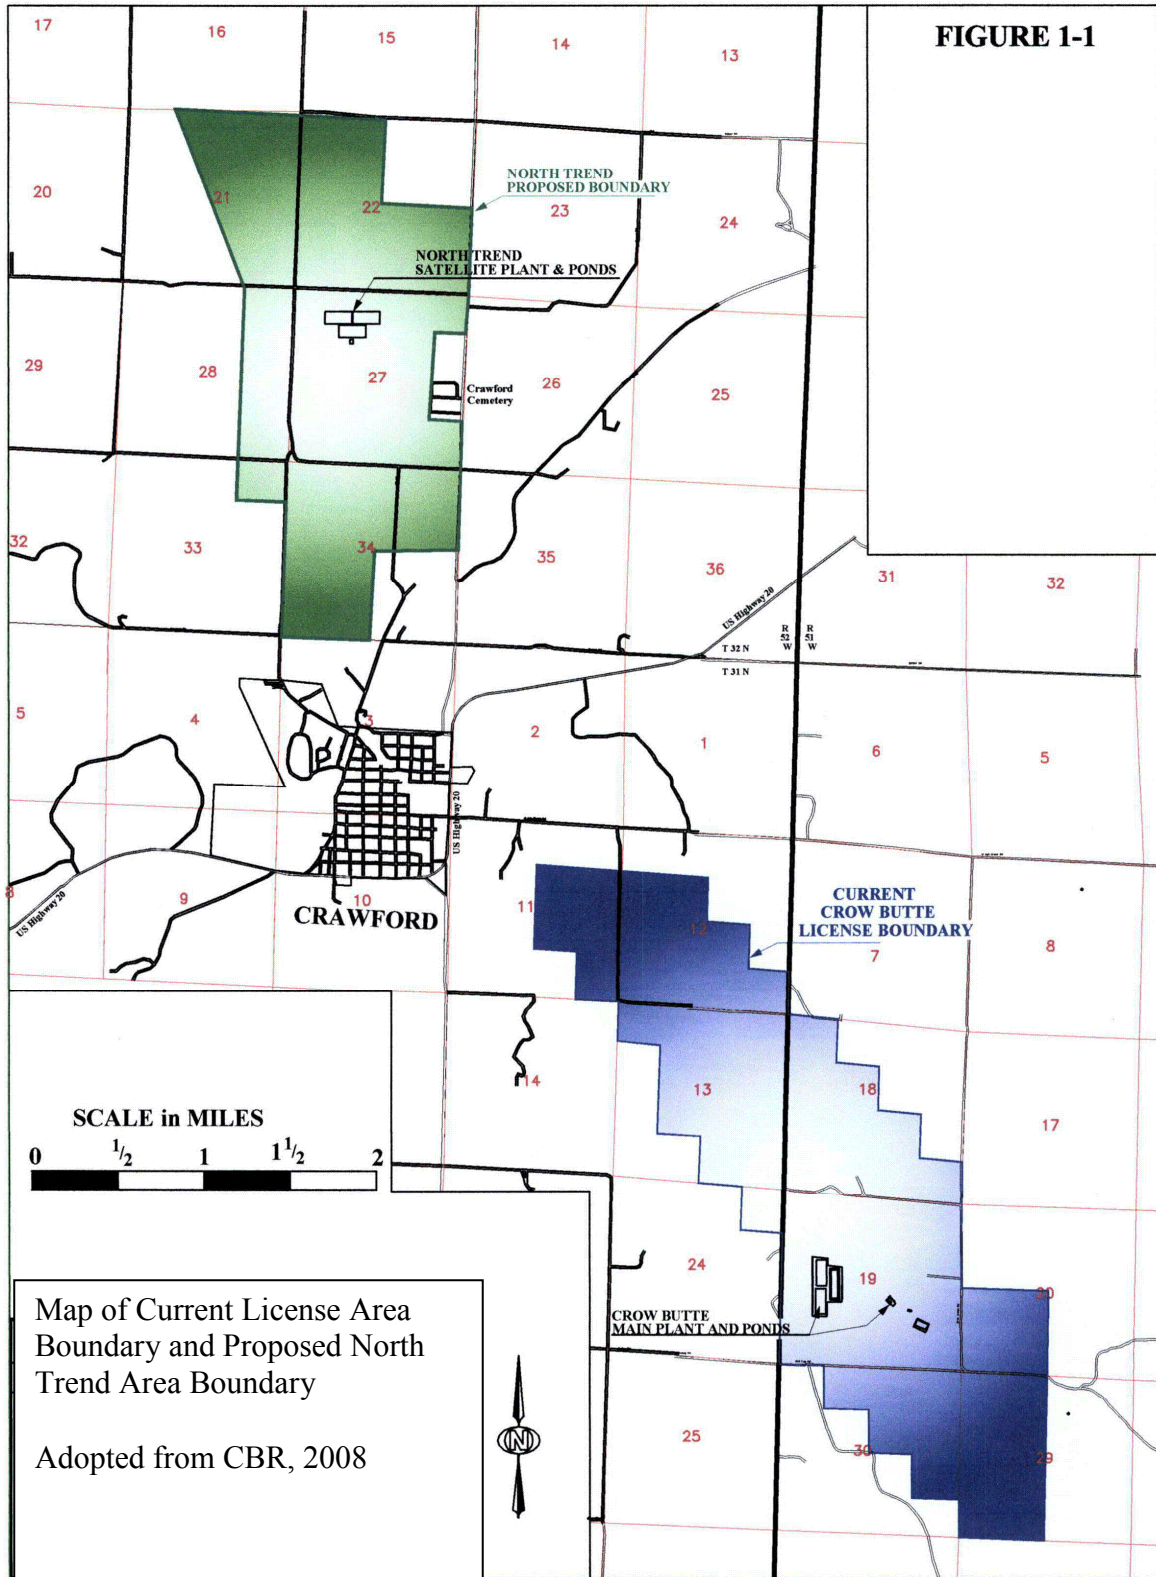 FIGURE 1-1
17
16
15
14
13
NORTH TREND
PROPOSED BOUNDARY
20
21
22
23
24
NORTH TREND
SATELLITE PLANT & PONDS
29
28
27
26
25
Crawford
Cemetery
32
33
34
35
36
31
32
US Highway 20
R
52
W
R
51
W
T 32 N
T 31 N
5
4
3
2
1
6
5
US Highway 20
8
9
10
11
12
7
8
US Highway 20
CRAWFORD
CURRENT
CROW BUTTE
LICENSE BOUNDARY
14
13
18
17
SCALE in MILES
0
1/2
1
1 1/2
2
24
19
30
CROW BUTTE
MAIN PLANT AND PONDS
25
30
29
Map of Current License Area
Boundary and Proposed North
Trend Area Boundary
Adopted from CBR, 2008
N